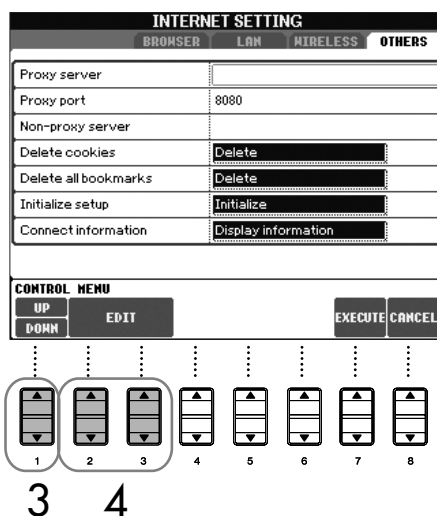 INTERNET SETTING
BROWSER LAN WIRELESS OTHERS
Proxy server
Proxy port 8080
Non-proxy server
Delete cookies Delete
Delete all bookmarks Delete
Initialize setup Initialize
Connect information Display information
CONTROL MENU
UP
DOWN
EDIT
EXECUTE CANCEL
1 2 3 4 5 6 7 8
3 4